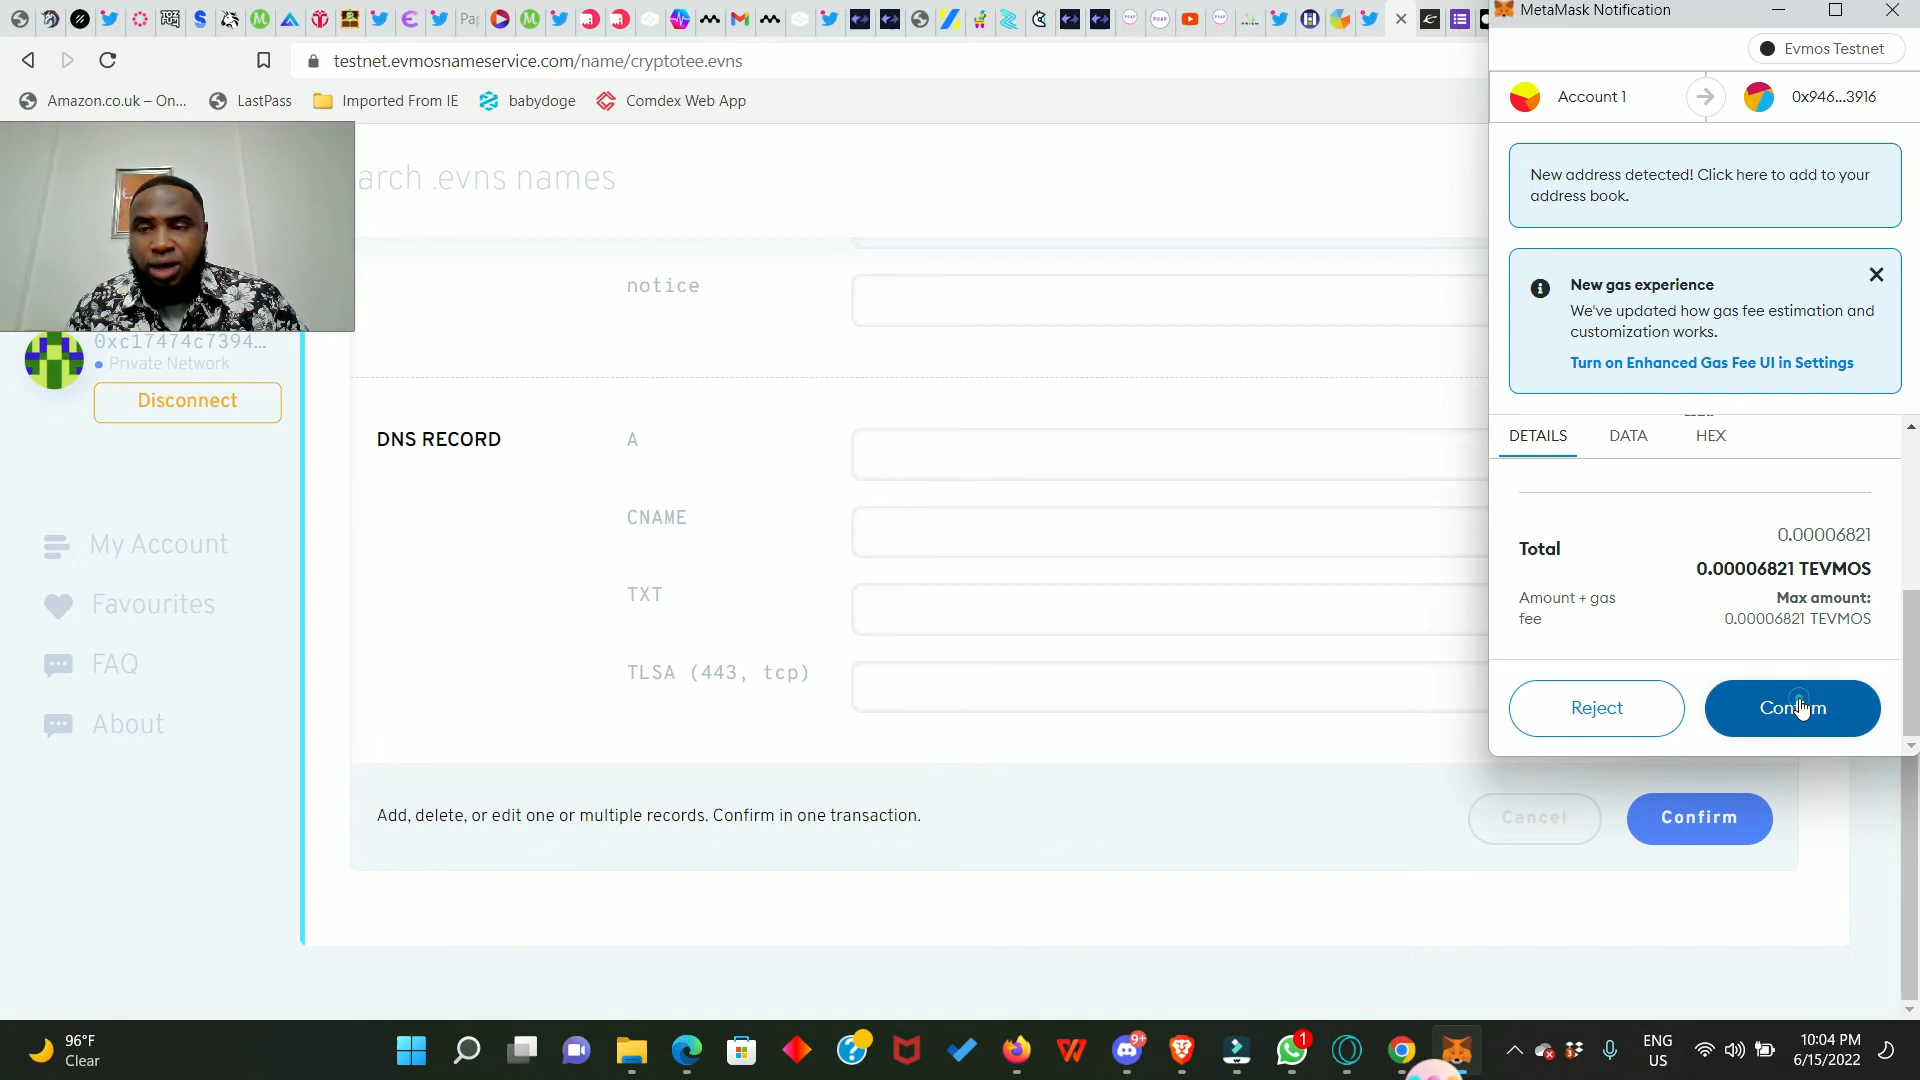 Pap
MetaMask Notification
testnet.evmosnameservice.com/name/cryptotee.evns
Evmos Testnet
Amazon.co.uk – On...
LastPass
Imported From IE
babydoge
Comdex Web App
Account 1
0x946...3916
arch .evns names
New address detected! Click here to add to your
address book.
notice
New gas experience
We've updated how gas fee estimation and
customization works.
Turn on Enhanced Gas Fee UI in Settings
0xc17474c7394...
Private Network
Disconnect
DNS RECORD
A
DETAILS
DATA
HEX
CNAME
0.00006821
Total
0.00006821 TEVMOS
My Account
TXT
Amount + gas
fee
Max amount:
0.00006821 TEVMOS
Favourites
FAQ
TLSA (443, tcp)
About
Reject
Confirm
Add, delete, or edit one or multiple records. Confirm in one transaction.
Cancel
Confirm
96°F
Clear
9+
1
ENG
US
10:04 PM
6/15/2022